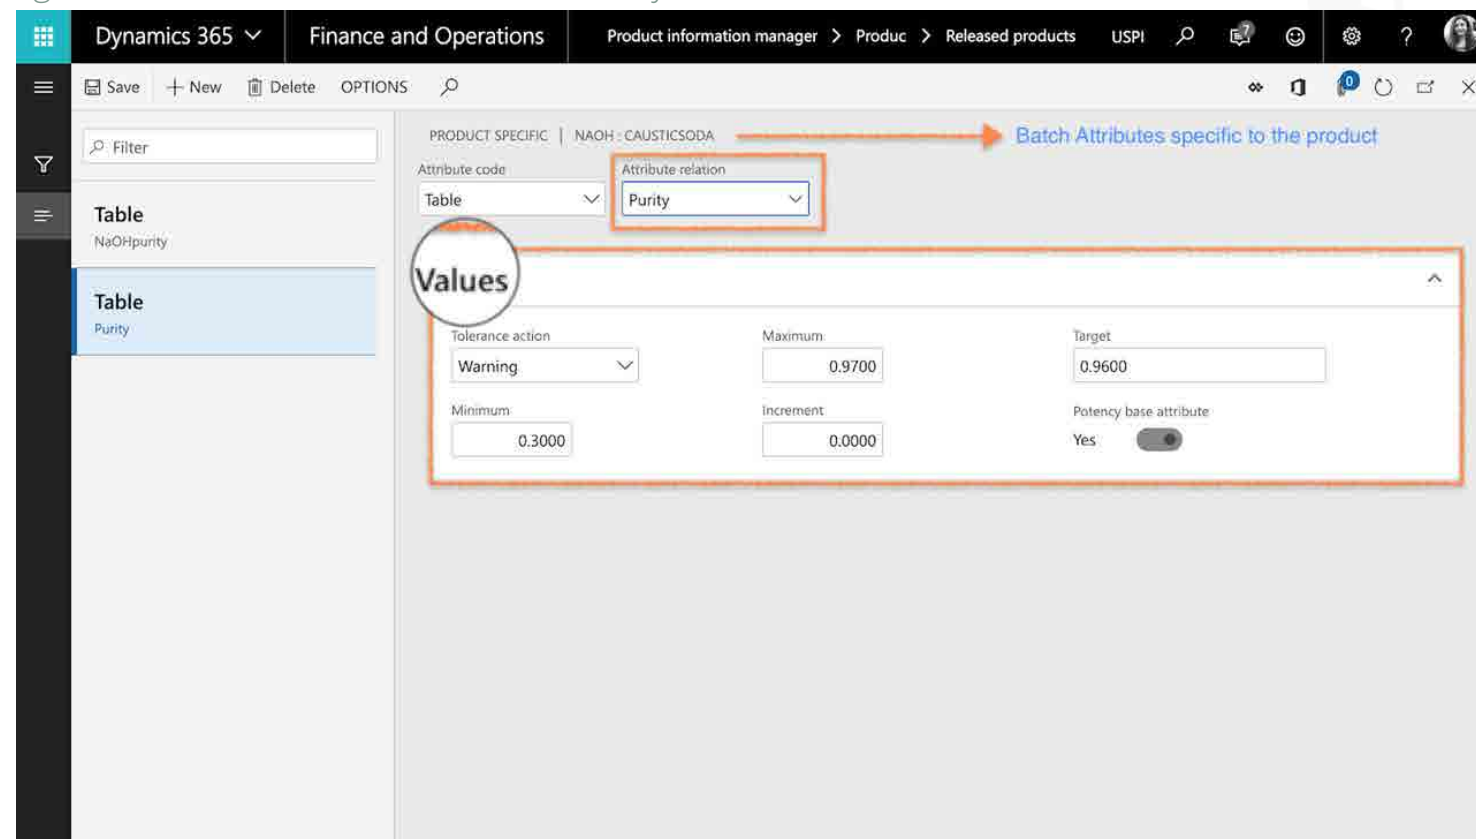 Dynamics 365 Finance and Operations Product information manager > Produc > Released products USPI 7 ?
Save + New Delete OPTIONS 0
Filter
PRODUCT SPECIFIC | NAOH : CAUSTICSODA Batch Attributes specific to the product
Attribute code Attribute relation
Table Purity
Table
NaOHpurity
Values
Table
Purity
Tolerance action Maximum Target
Warning 0.9700 0.9600
Minimum Increment Potency base attribute
0.3000 0.0000 Yes